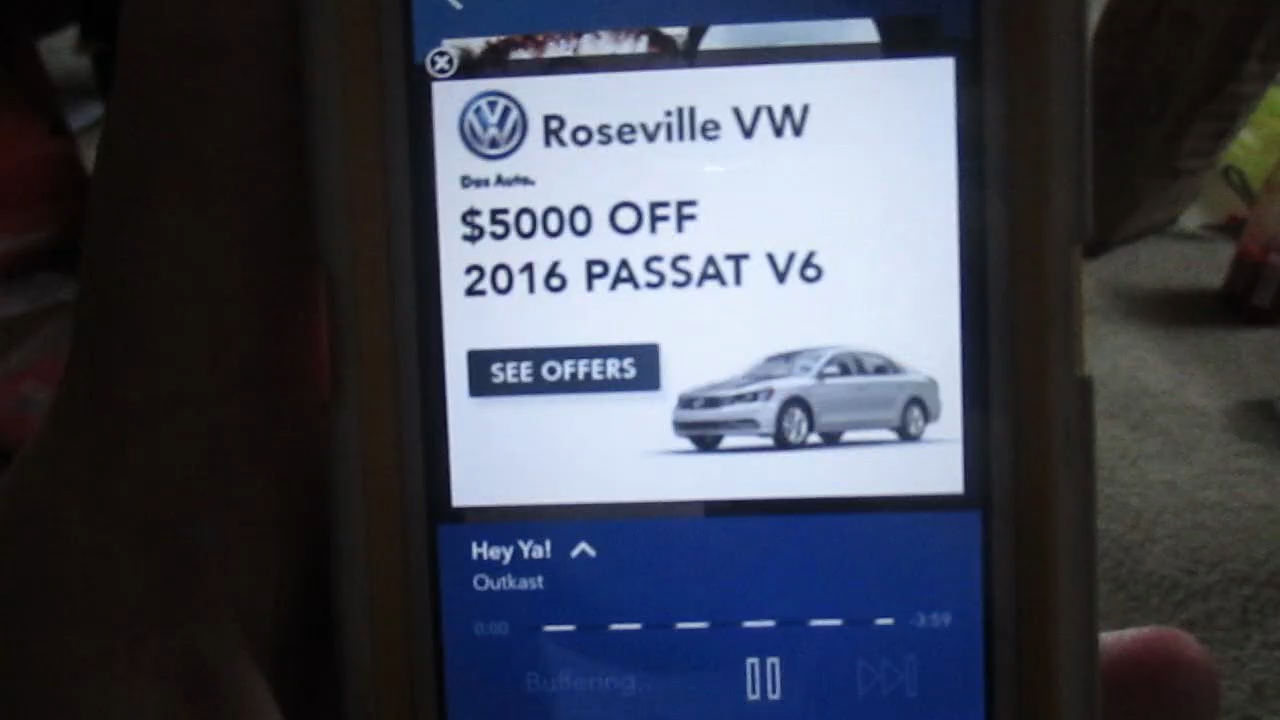 Roseville VW
Das Auto.
$5000 OFF
2016 PASSAT V6
SEE OFFERS
Hey Ya!
Outkast
0:00 -3:59
Buffering...